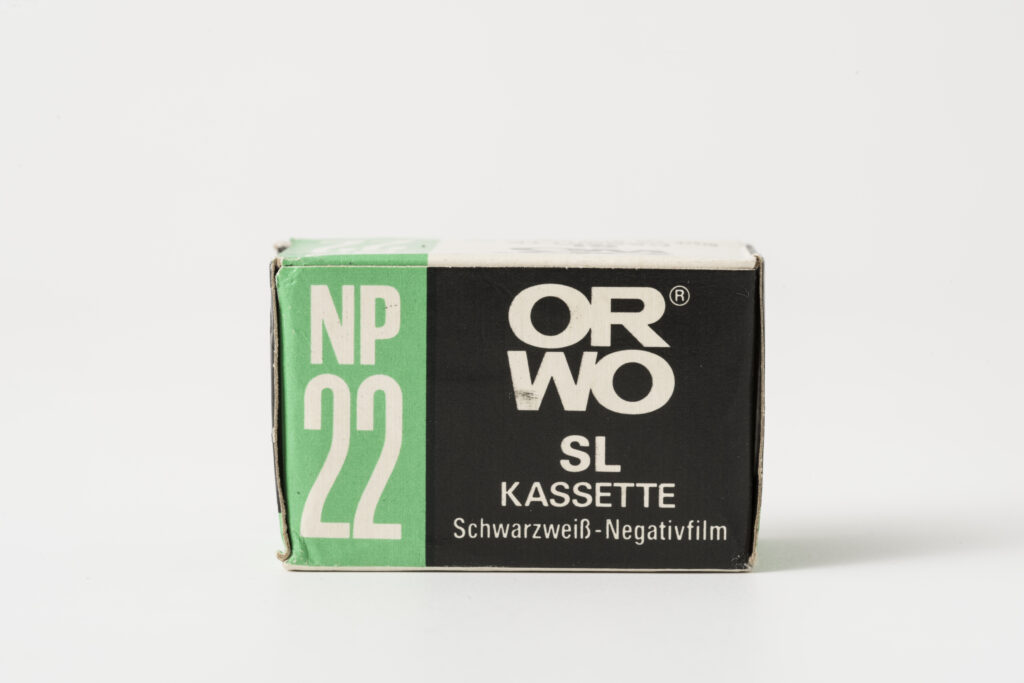 NP
22
OR®
WO
SL
KASSETTE
Schwarzweiß-Negativfilm